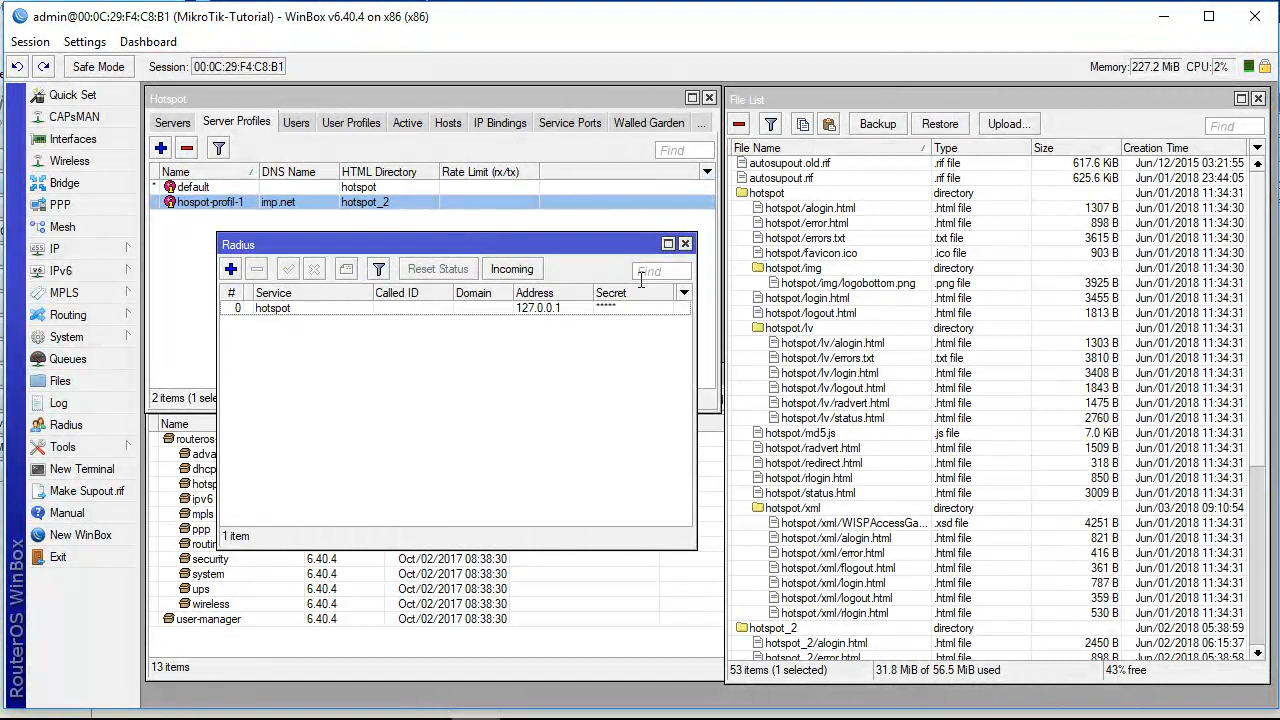 admin@00:0C:29:F4:C8:B1 (MikroTik-Tutorial) - WinBox v6.40.4 on x86 (x86)
Session Settings Dashboard
Safe Mode Session: 00:0C:29:F4:C8:B1 Memory: 227.2 MiB CPU: 2%
RouterOS WinBox
Quick Set
CAPsMAN
Interfaces
Wireless
Bridge
PPP
Mesh
IP
IPv6
MPLS
Routing
System
Queues
Files
Log
Radius
Tools
New Terminal
Make Supout.rif
Manual
New WinBox
Exit
Hotspot
Servers Server Profiles Users User Profiles Active Hosts IP Bindings Service Ports Walled Garden ...
Find
Name DNS Name HTML Directory Rate Limit (rx/tx)
* default hotspot
hospot-profil-1 imp.net hotspot_2
2 items (1 sele
Radius
Reset Status Incoming Find
# Service Called ID Domain Address Secret
0 hotspot 127.0.0.1 *****
1 item
Name
routeros-
adva
dhcp
hotsp
ipv6
mpls
ppp
routin
security 6.40.4 Oct/02/2017 08:38:30
system 6.40.4 Oct/02/2017 08:38:30
ups 6.40.4 Oct/02/2017 08:38:30
wireless 6.40.4 Oct/02/2017 08:38:30
user-manager 6.40.4 Oct/02/2017 08:38:30
13 items
File List
Backup Restore Upload... Find
File Name Type Size Creation Time
autosupout.old.rif .rif file 617.6 KiB Jun/12/2015 03:21:55
autosupout.rif .rif file 625.6 KiB Jun/01/2018 23:44:05
hotspot directory Jun/01/2018 11:34:31
hotspot/alogin.html .html file 1307 B Jun/01/2018 11:34:30
hotspot/error.html .html file 898 B Jun/01/2018 11:34:30
hotspot/errors.txt .txt file 3615 B Jun/01/2018 11:34:30
hotspot/favicon.ico .ico file 903 B Jun/01/2018 11:34:30
hotspot/img directory Jun/01/2018 11:34:30
hotspot/img/logobottom.png .png file 3925 B Jun/01/2018 11:34:30
hotspot/login.html .html file 3455 B Jun/01/2018 11:34:30
hotspot/logout.html .html file 1813 B Jun/01/2018 11:34:30
hotspot/lv directory Jun/01/2018 11:34:31
hotspot/lv/alogin.html .html file 1303 B Jun/01/2018 11:34:31
hotspot/lv/errors.txt .txt file 3810 B Jun/01/2018 11:34:31
hotspot/lv/login.html .html file 3408 B Jun/01/2018 11:34:31
hotspot/lv/logout.html .html file 1843 B Jun/01/2018 11:34:31
hotspot/lv/radvert.html .html file 1475 B Jun/01/2018 11:34:31
hotspot/lv/status.html .html file 2760 B Jun/01/2018 11:34:31
hotspot/md5.js .js file 7.0 KiB Jun/01/2018 11:34:31
hotspot/radvert.html .html file 1509 B Jun/01/2018 11:34:31
hotspot/redirect.html .html file 318 B Jun/01/2018 11:34:31
hotspot/rlogin.html .html file 850 B Jun/01/2018 11:34:31
hotspot/status.html .html file 3009 B Jun/01/2018 11:34:31
hotspot/xml directory Jun/03/2018 09:10:54
hotspot/xml/WISPAccessGa... .xsd file 4251 B Jun/01/2018 11:34:31
hotspot/xml/alogin.html .html file 821 B Jun/01/2018 11:34:31
hotspot/xml/error.html .html file 416 B Jun/01/2018 11:34:31
hotspot/xml/flogout.html .html file 361 B Jun/01/2018 11:34:31
hotspot/xml/login.html .html file 787 B Jun/01/2018 11:34:31
hotspot/xml/logout.html .html file 359 B Jun/01/2018 11:34:31
hotspot/xml/rlogin.html .html file 530 B Jun/01/2018 11:34:31
hotspot_2 directory Jun/02/2018 05:38:59
hotspot_2/alogin.html .html file 2450 B Jun/02/2018 06:15:37
hotspot_2/error.html .html file 898 B Jun/02/2018 05:38:58
53 items (1 selected) 31.8 MiB of 56.5 MiB used 43% free